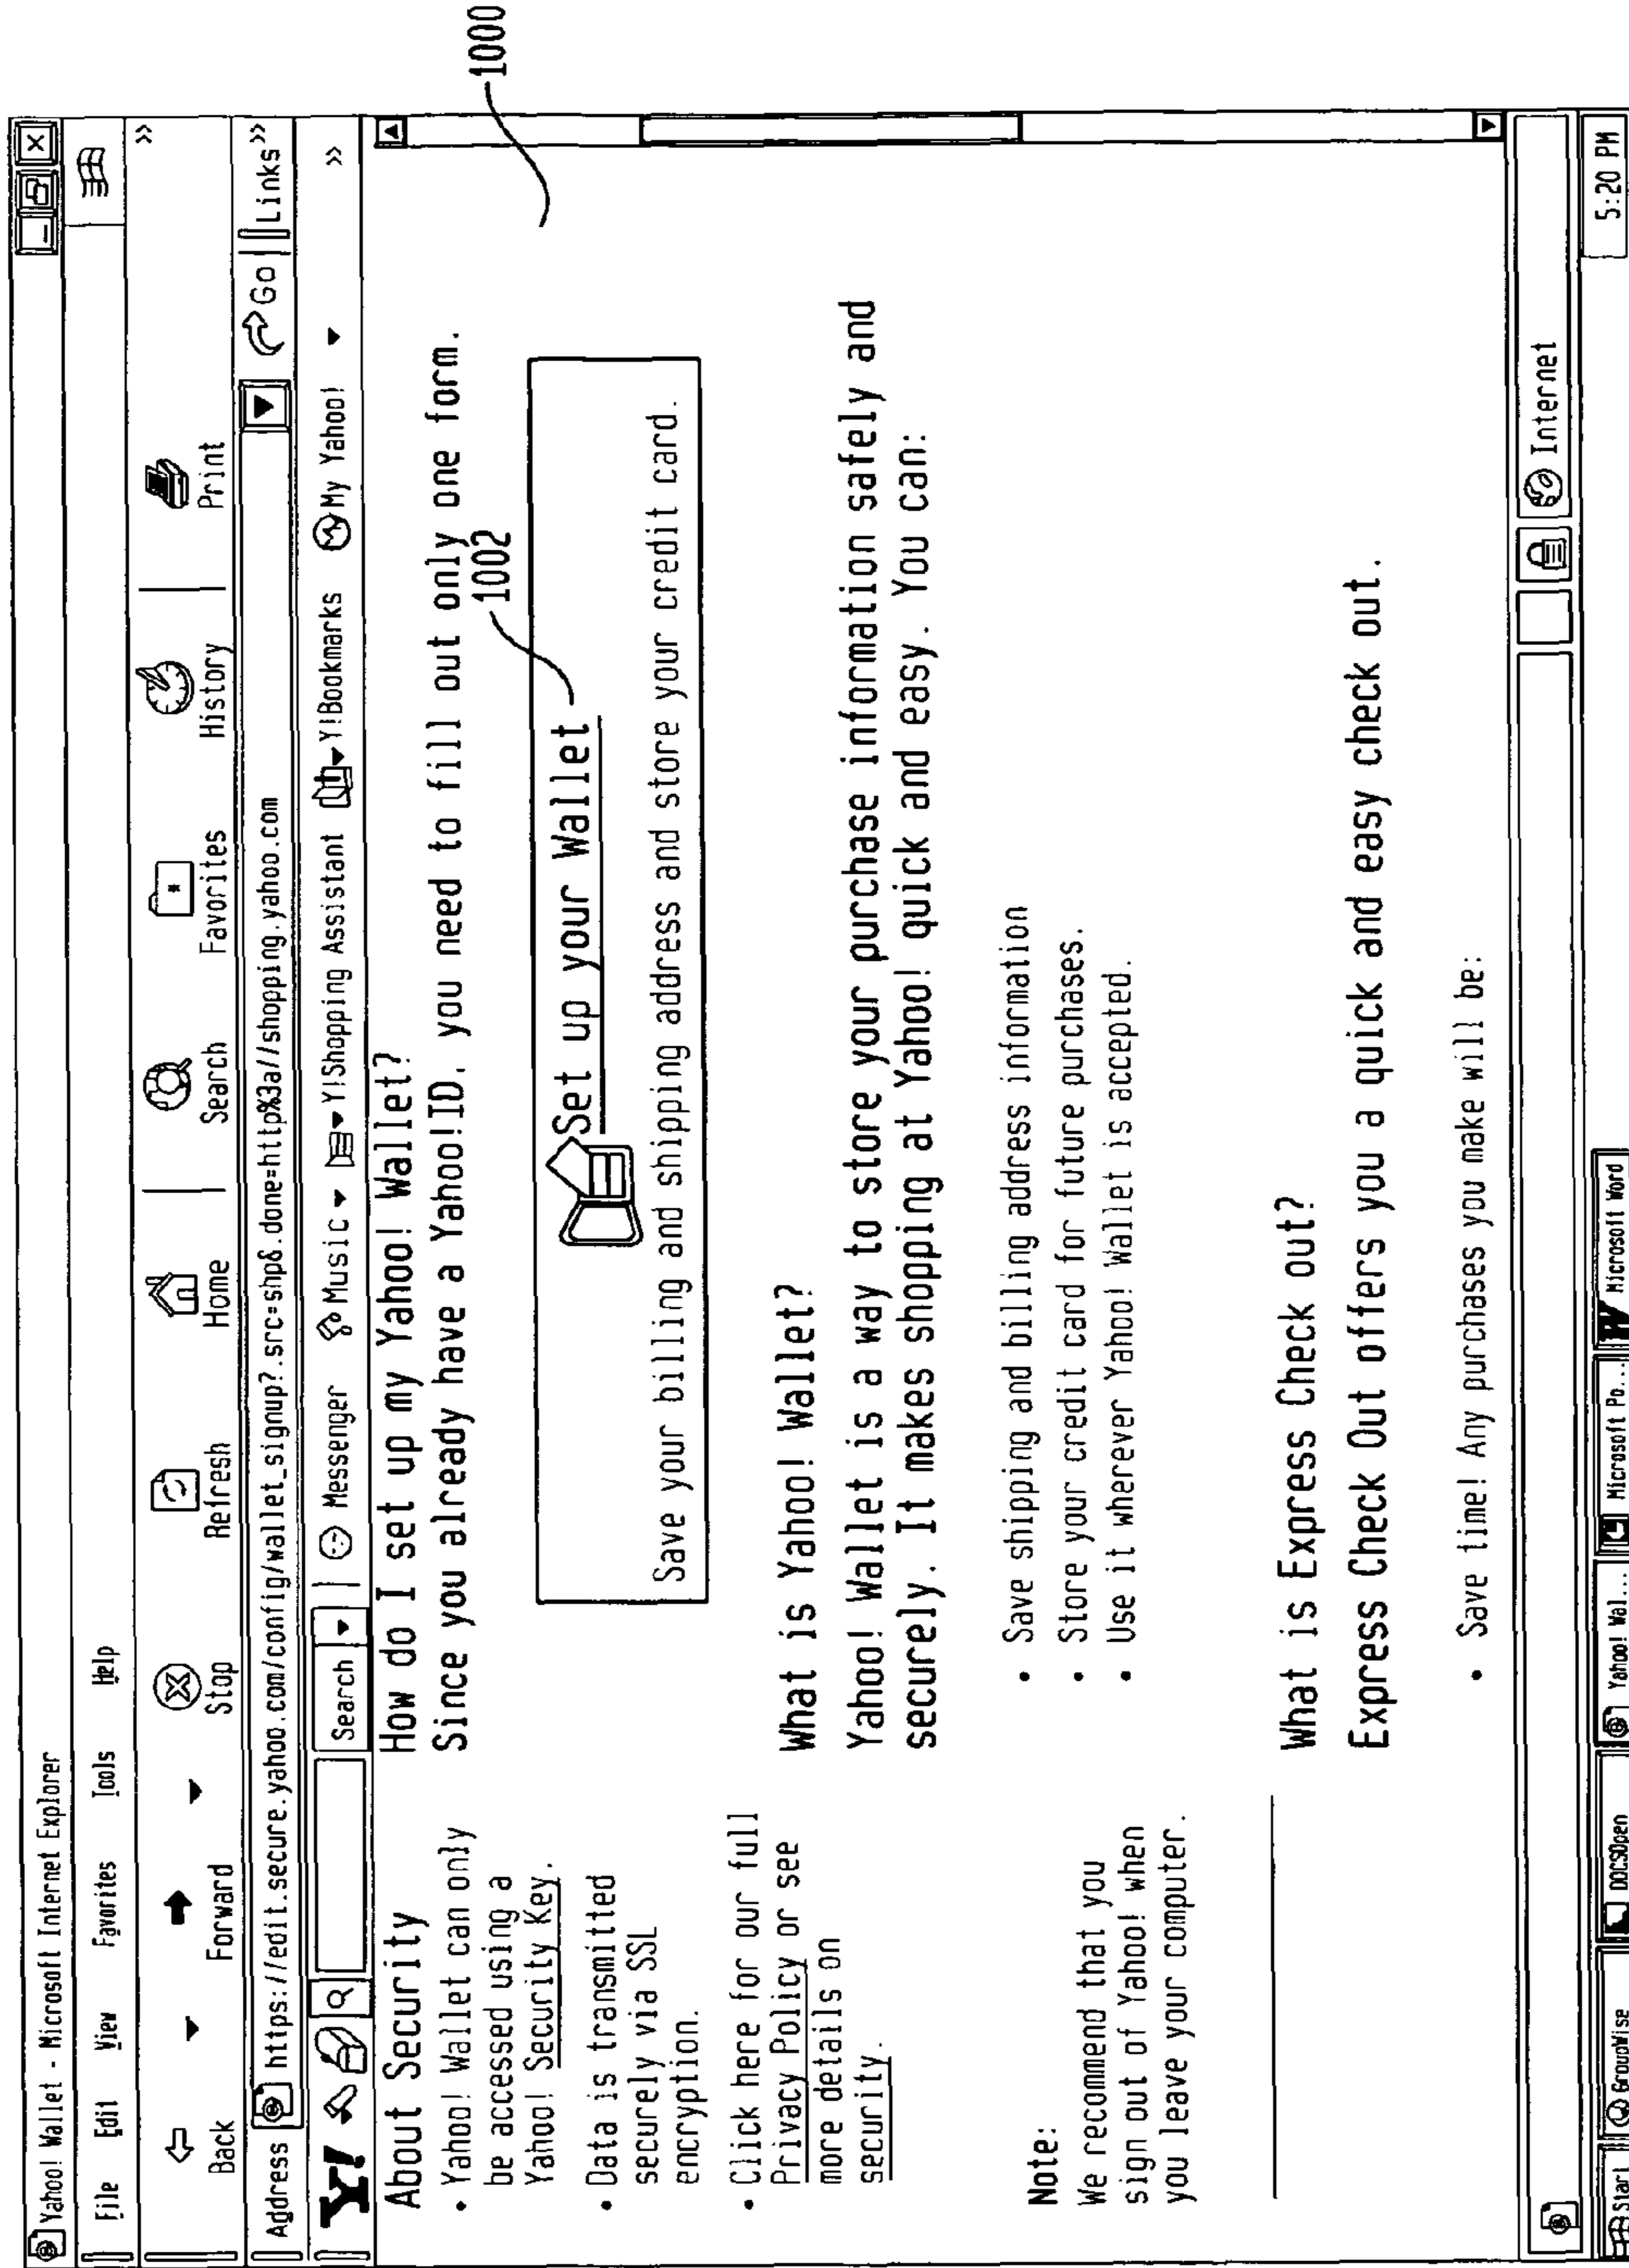 Yahoo! Wallet - Microsoft Internet Explorer
File Edit View Favorites Tools Help
Back Forward Stop Refresh Home Search Favorites History Print »
Address https://edit.secure.yahoo.com/config/wallet_signup?.src=shp&.done=http%3a//shopping.yahoo.com Go Links »
Y! Search Messenger Music Y!Shopping Assistant Y!Bookmarks My Yahoo! »
About Security
• Yahoo! Wallet can only
be accessed using a
Yahoo! Security Key.
• Data is transmitted
securely via SSL
encryption.
• Click here for our full
Privacy Policy or see
more details on
security.
Note:
We recommend that you
sign out of Yahoo! when
you leave your computer.
How do I set up my Yahoo! Wallet?
Since you already have a Yahoo!ID, you need to fill out only one form.
1000
1002
Set up your Wallet
Save your billing and shipping address and store your credit card.
What is Yahoo! Wallet?
Yahoo! Wallet is a way to store your purchase information safely and
securely. It makes shopping at Yahoo! quick and easy. You can:
• Save shipping and billing address information
• Store your credit card for future purchases.
• Use it wherever Yahoo! Wallet is accepted.
What is Express Check out?
Express Check Out offers you a quick and easy check out.
• Save time! Any purchases you make will be:
Internet
Start GroupWise DOCSOpen Yahoo! Wal... Microsoft Po... Microsoft Word 5:20 PM